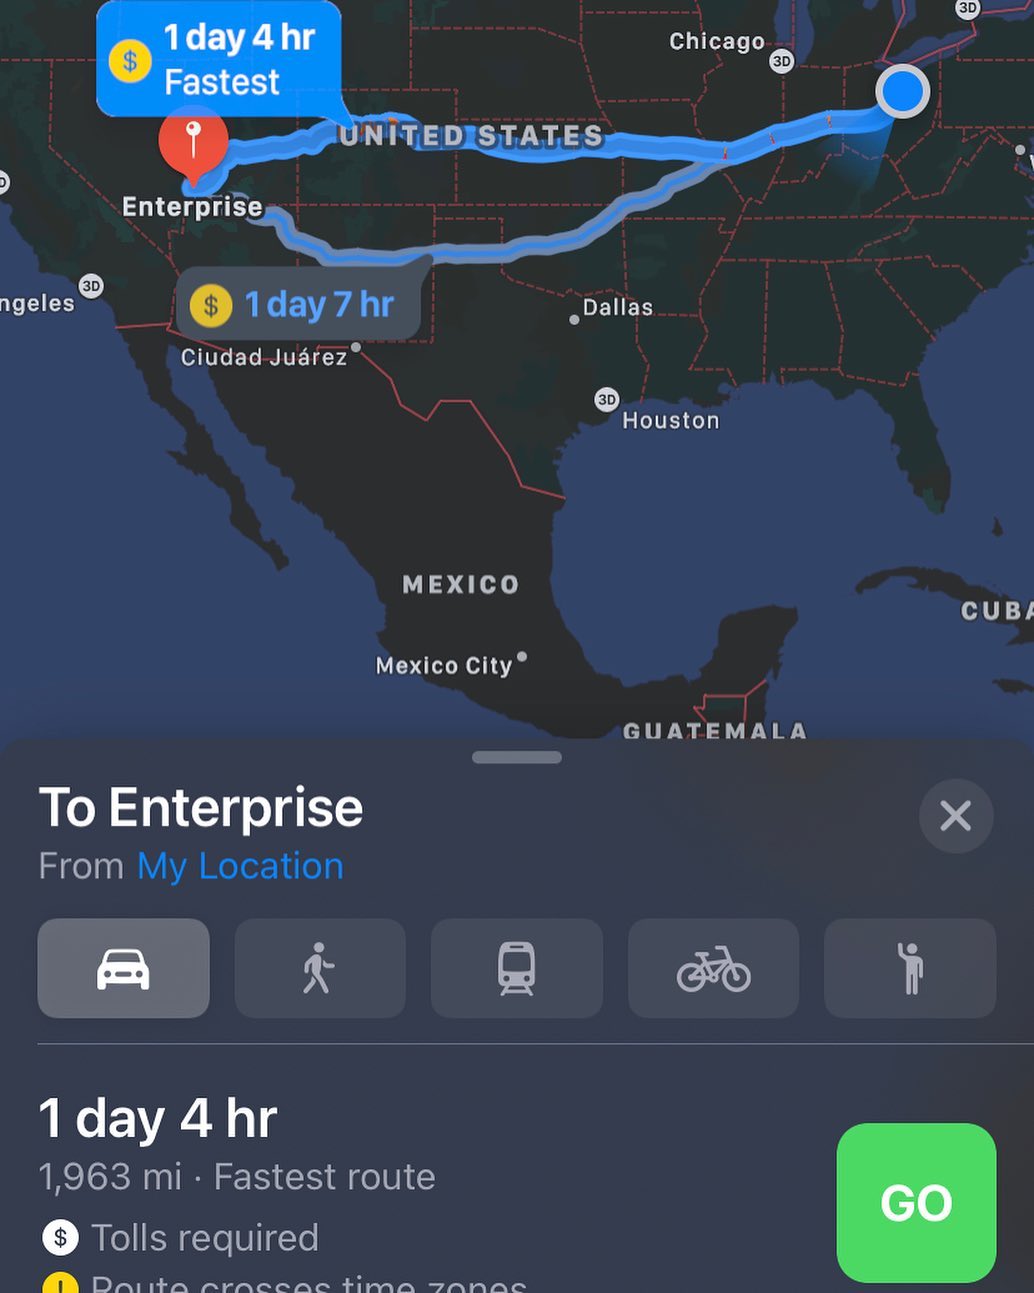 3D
1 day 4 hr
Fastest
$
Chicago
3D
UNITED STATES
Enterprise
3D
ngeles
$
1 day 7 hr
Dallas
Ciudad Juárez
3D
Houston
MEXICO
CUBA
Mexico City
GUATEMALA
To Enterprise
From My Location
1 day 4 hr
1,963 mi · Fastest route
GO
$ Tolls required
! Route crosses time zones